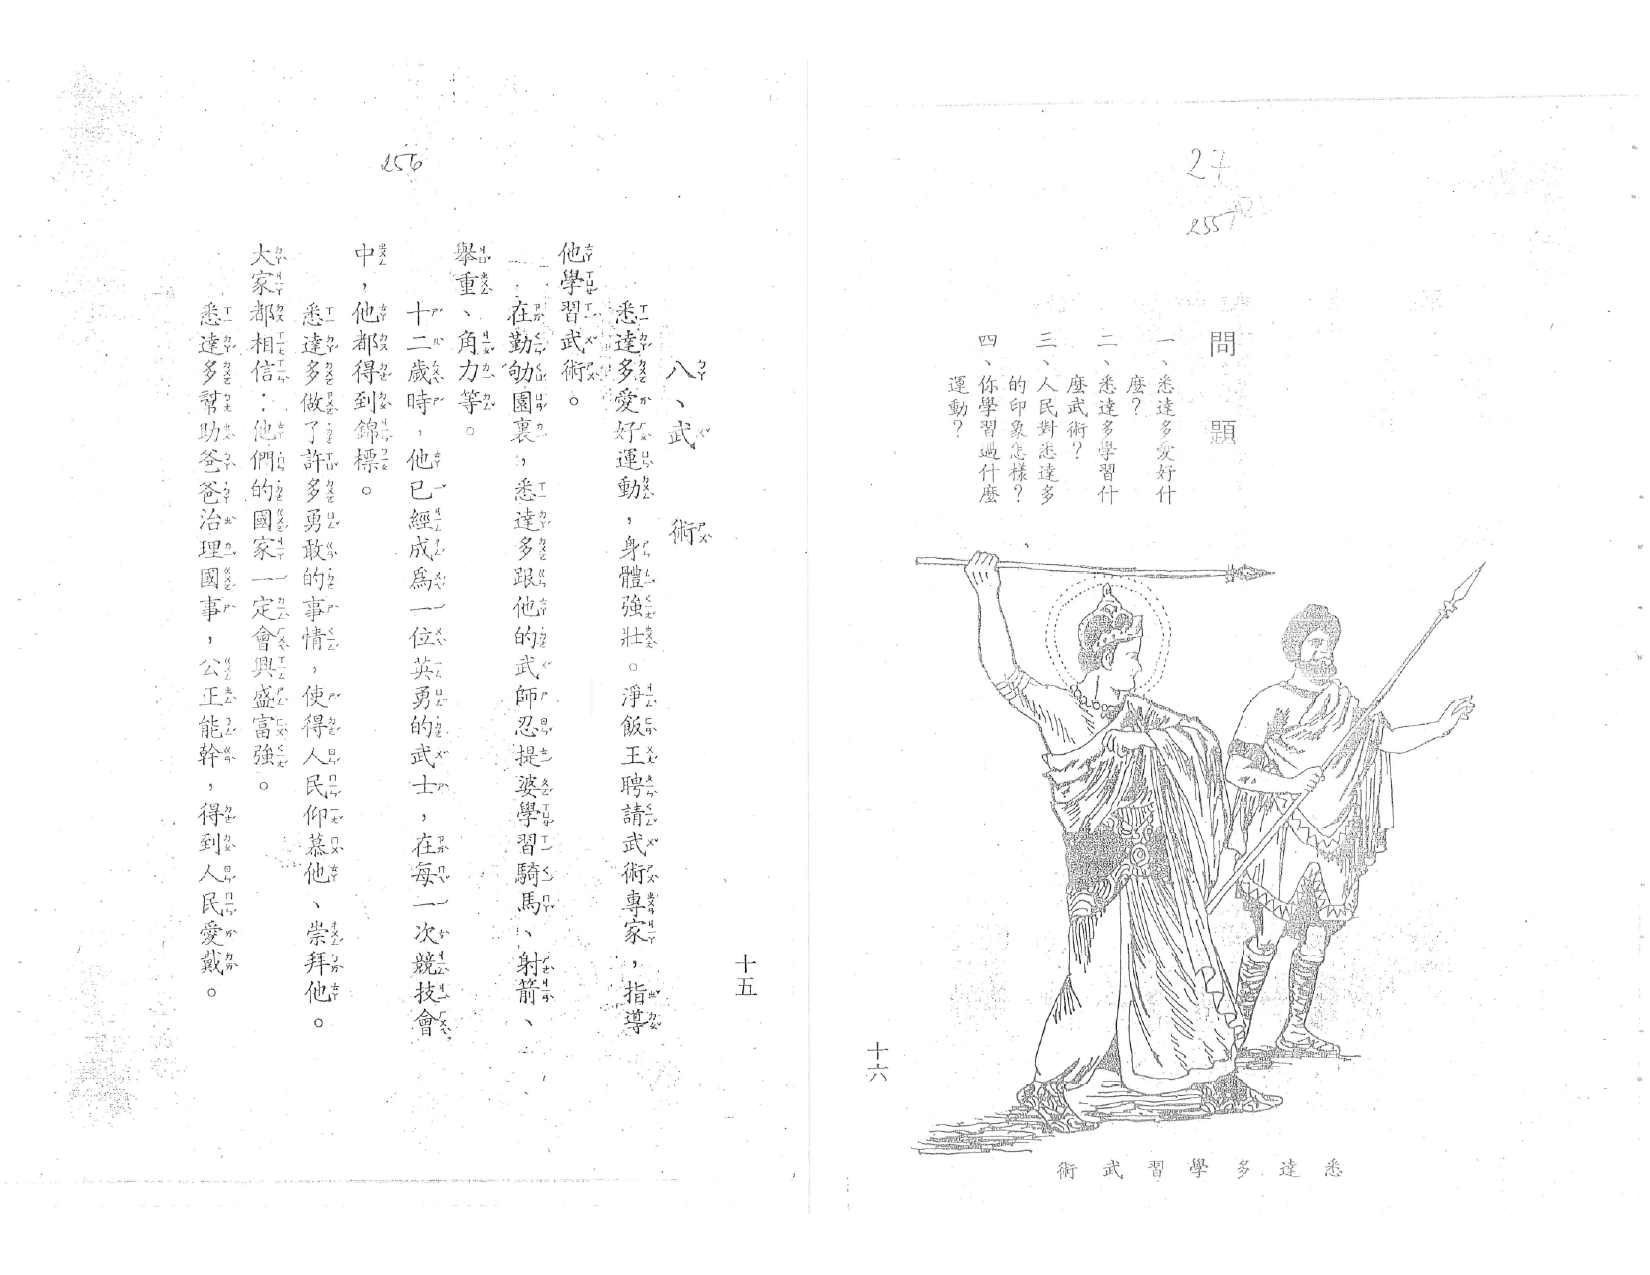 256
八、武術
悉達多愛好運動，身體強壯。淨飯王聘請武術專家，指導
他學習武術。
在勤劬園裏，悉達多跟他的武師忍提婆學習騎馬、射箭、
舉重、角力等。
十二歲時，他已經成為一位英勇的武士，在每一次競技會
中，他都得到錦標。
悉達多做了許多勇敢的事情，使得人民仰慕他、崇拜他。
大家都相信：他們的國家一定會興盛富強。
悉達多幫助爸爸治理國事，公正能幹，得到人民愛戴。
十五
27
255
問題
一、悉達多愛好什
麼？
二、悉達多學習什
麼武術？
三、人民對悉達多
的印象怎樣？
四、你學習過什麼
運動？
十六
悉達多學習武術